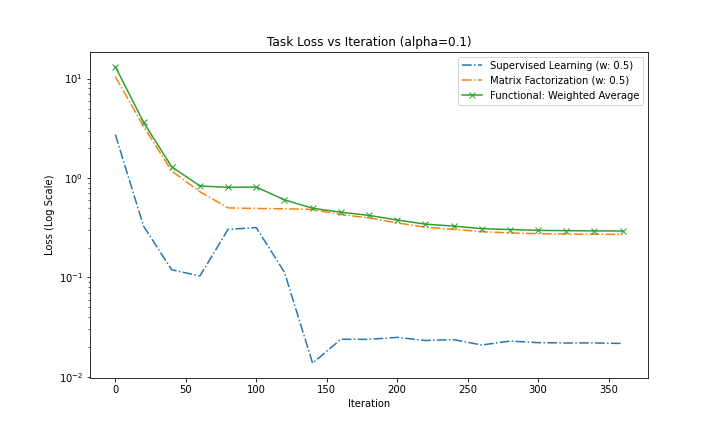 Task Loss vs Iteration (alpha=0.1)
Supervised Learning (w: 0.5)
Matrix Factorization (w: 0.5)
Functional: Weighted Average
Loss (Log Scale)
10¹
10⁰
10⁻¹
10⁻²
0 50 100 150 200 250 300 350
Iteration